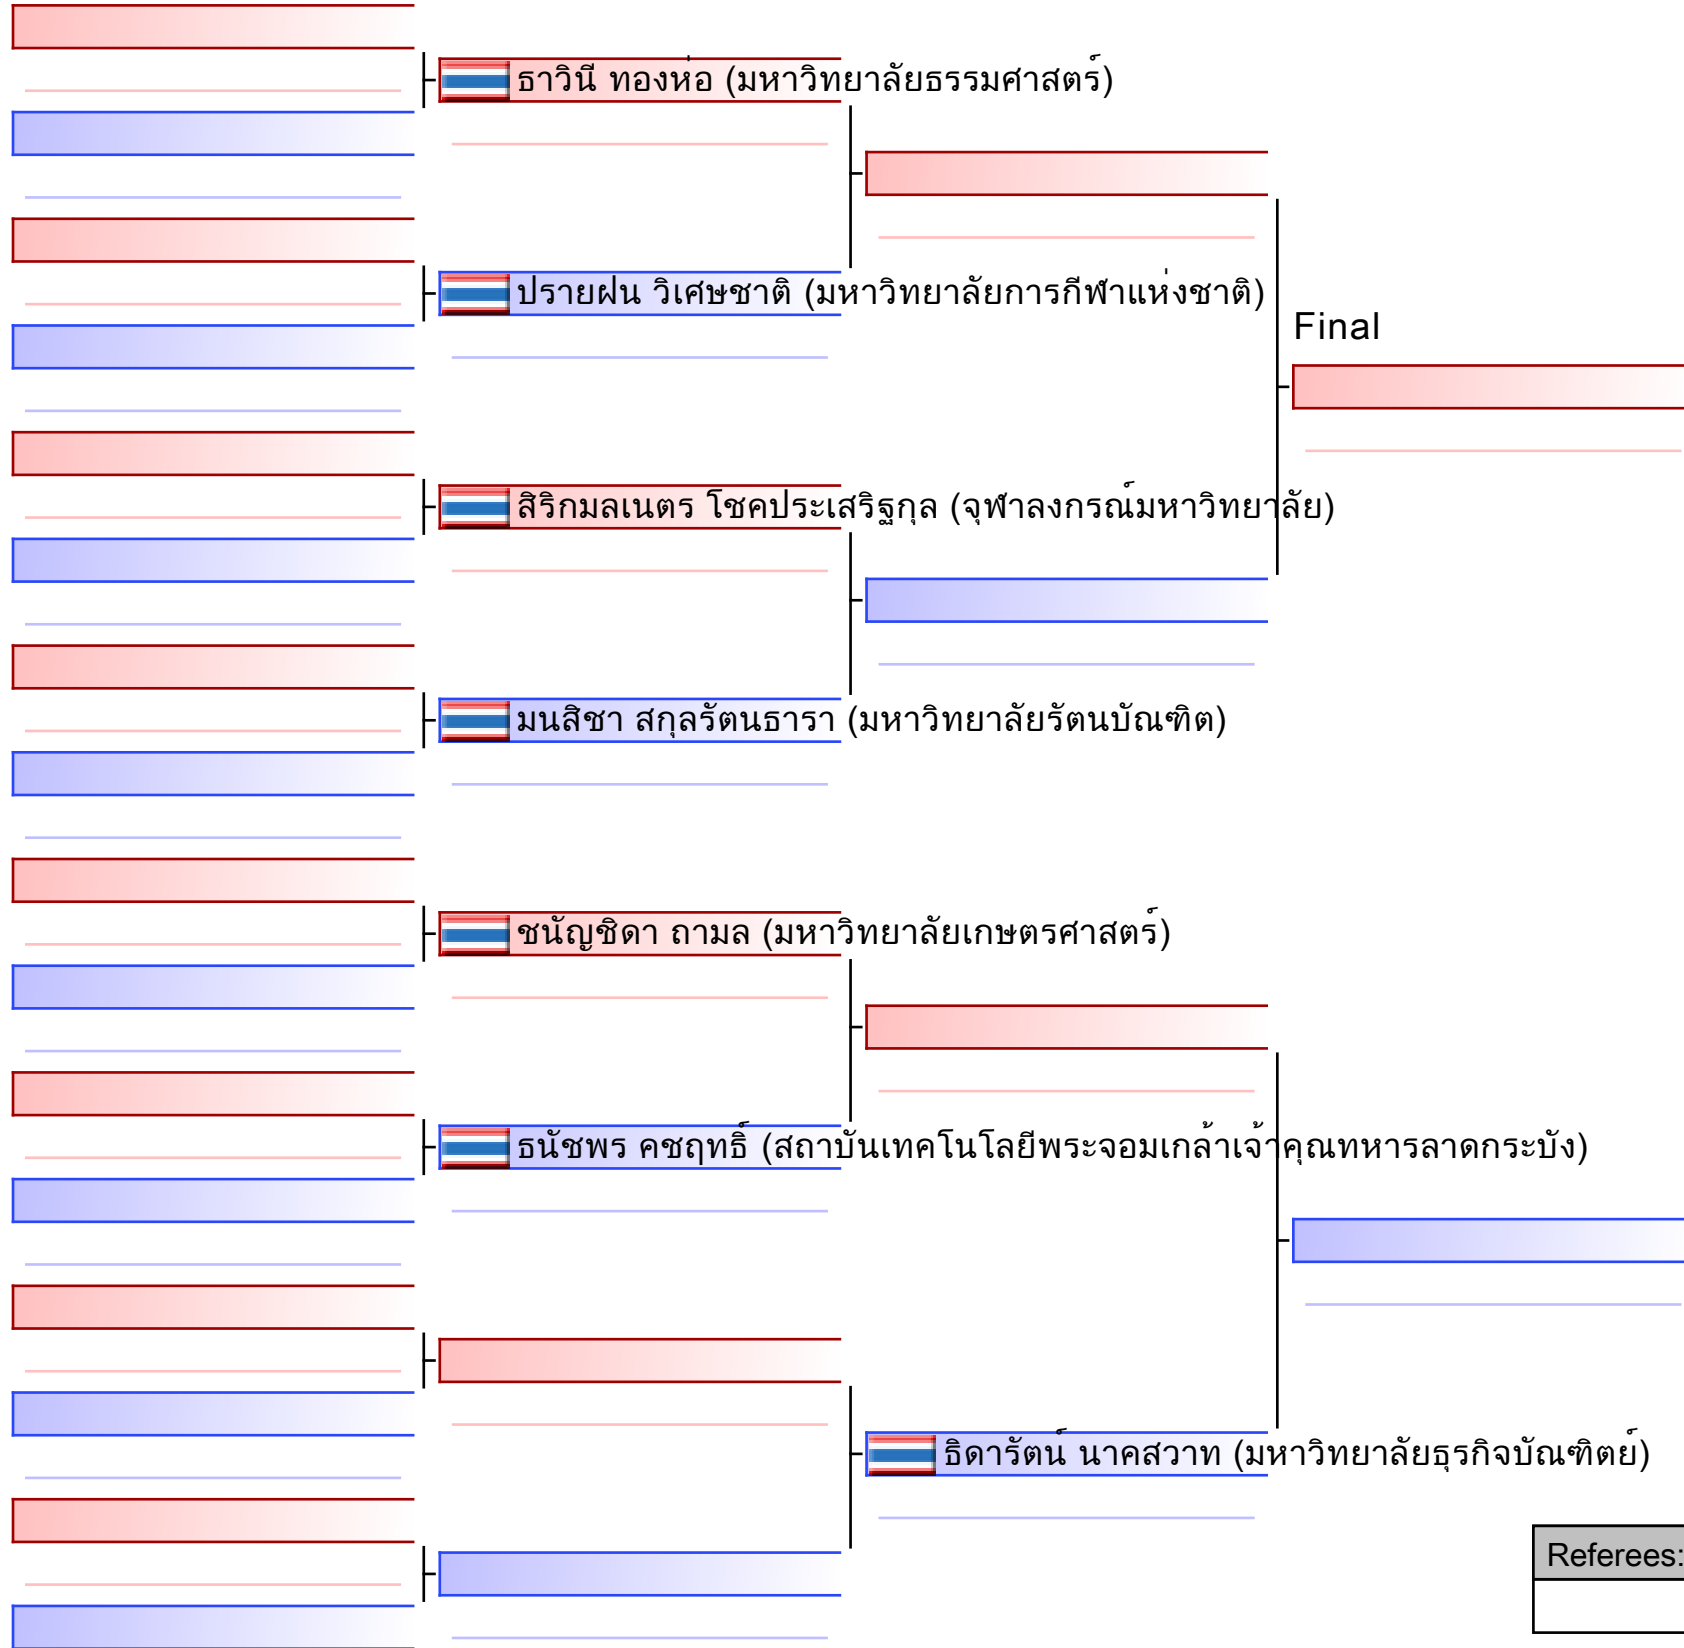 ธาวินี ทองห่อ (มหาวิทยาลัยธรรมศาสตร์)
ปรายฝน วิเศษชาติ (มหาวิทยาลัยการกีฬาแห่งชาติ)
Final
สิริกมลเนตร โชคประเสริฐกุล (จุฬาลงกรณ์มหาวิทยาลัย)
มนสิชา สกุลรัตนธารา (มหาวิทยาลัยรัตนบัณฑิต)
ชนัญชิดา ถามล (มหาวิทยาลัยเกษตรศาสตร์)
ธนัชพร คชฤทธิ์ (สถาบันเทคโนโลยีพระจอมเกล้าเจ้าคุณทหารลาดกระบัง)
ธิดารัตน์ นาคสวาท (มหาวิทยาลัยธุรกิจบัณฑิตย์)
Referees: